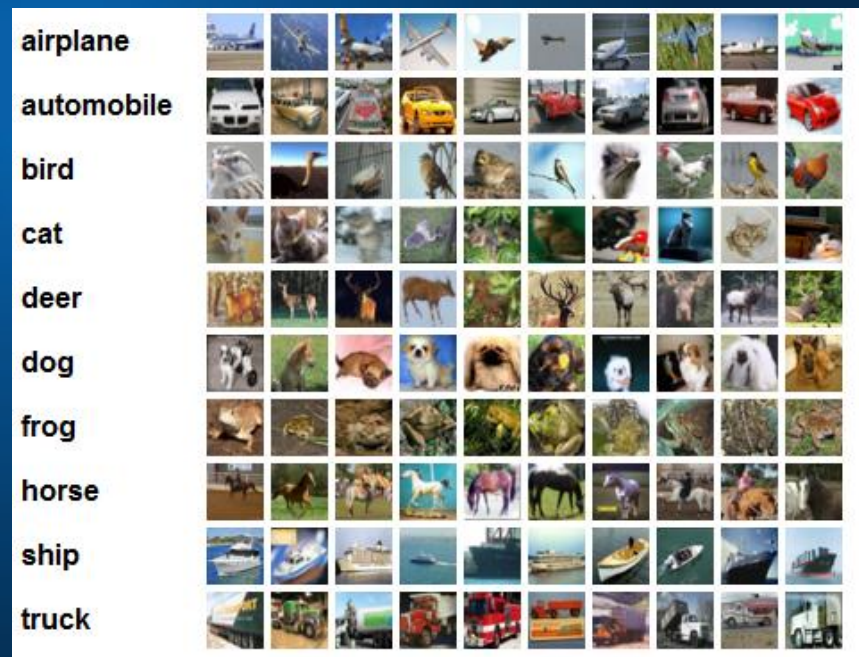 airplane
automobile
bird
cat
deer
dog
frog
horse
ship
truck